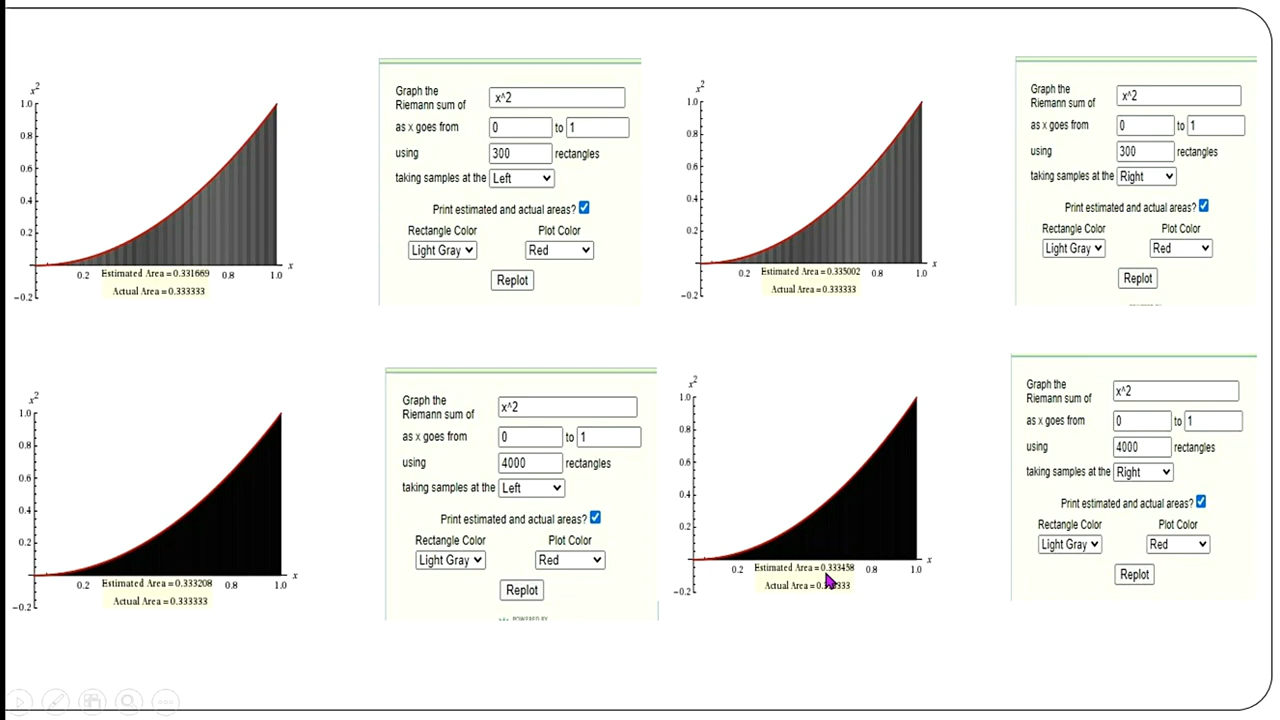 x²
1.0
0.8
0.6
0.4
0.2
−0.2
0.2
0.8
1.0
x
Estimated Area = 0.331669
Actual Area = 0.333333
Graph the
Riemann sum of
x^2
as x goes from 0 to 1
using 300 rectangles
taking samples at the Left
Print estimated and actual areas?
Rectangle Color Plot Color
Light Gray Red
Replot
x²
1.0
0.8
0.6
0.4
0.2
−0.2
0.2
0.8
1.0
x
Estimated Area = 0.335002
Actual Area = 0.333333
Graph the
Riemann sum of
x^2
as x goes from 0 to 1
using 300 rectangles
taking samples at the Right
Print estimated and actual areas?
Rectangle Color Plot Color
Light Gray Red
Replot
x²
1.0
0.8
0.6
0.4
0.2
−0.2
0.2
0.8
1.0
x
Estimated Area = 0.333208
Actual Area = 0.333333
Graph the
Riemann sum of
x^2
as x goes from 0 to 1
using 4000 rectangles
taking samples at the Left
Print estimated and actual areas?
Rectangle Color Plot Color
Light Gray Red
Replot
x²
1.0
0.8
0.6
0.4
0.2
−0.2
0.2
0.8
1.0
x
Estimated Area = 0.333458
Actual Area =
Graph the
Riemann sum of
x^2
as x goes from 0 to 1
using 4000 rectangles
taking samples at the Right
Print estimated and actual areas?
Rectangle Color Plot Color
Light Gray Red
Replot